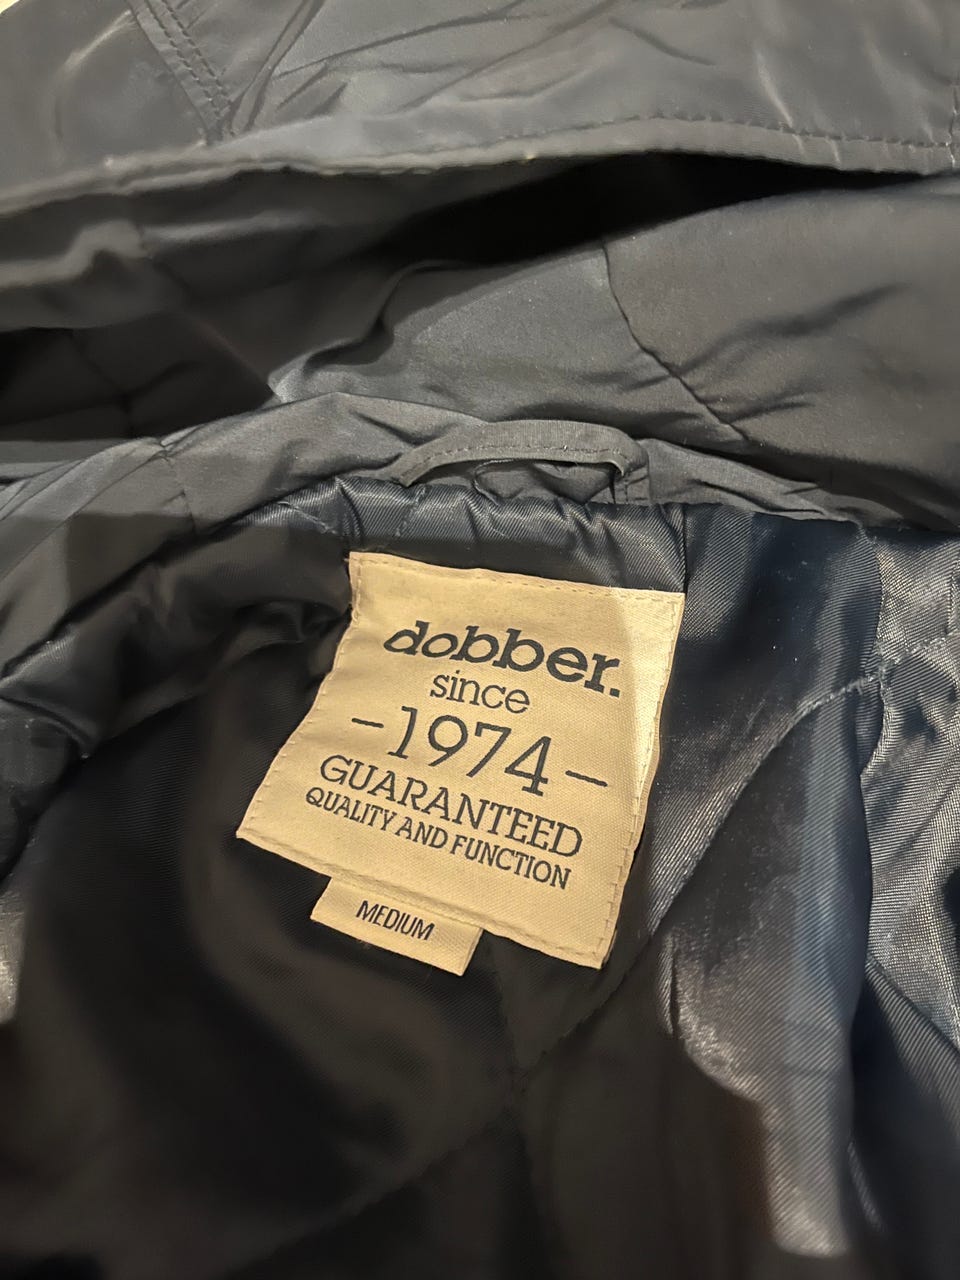 dobber.
since
-1974-
GUARANTEED
QUALITY AND FUNCTION
MEDIUM